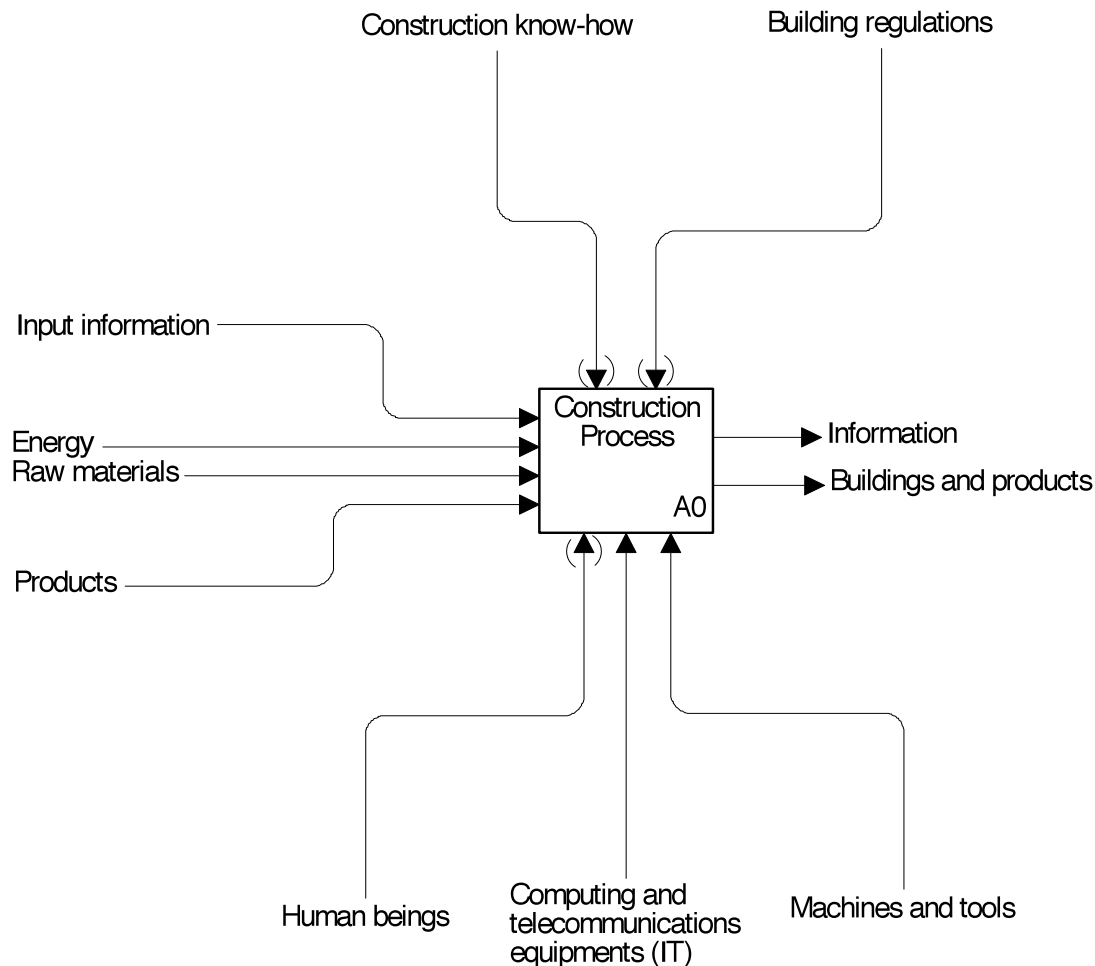 Construction know-how
Building regulations
Input information
Energy
Raw materials
Products
Construction
Process
A0
Information
Buildings and products
Human beings
Computing and
telecommunications
equipments (IT)
Machines and tools